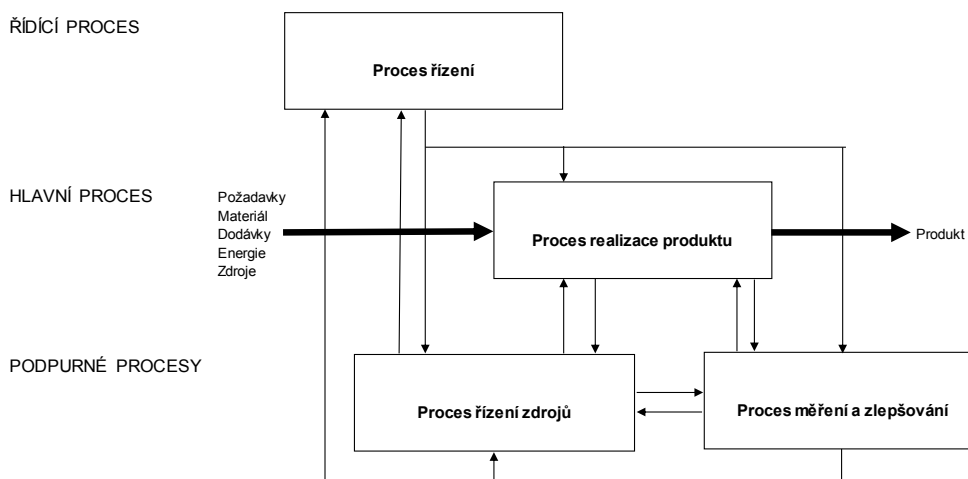 ŘÍDÍCÍ PROCES
Proces řízení
HLAVNÍ PROCES
Požadavky
Materiál
Dodávky
Energie
Zdroje
Proces realizace produktu
Produkt
PODPURNÉ PROCESY
Proces řízení zdrojů
Proces měření a zlepšování